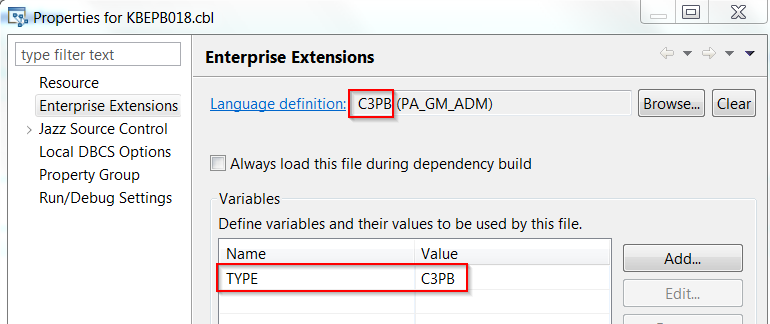 Properties for KBEPB018.cbl
type filter text
Resource
Enterprise Extensions
Jazz Source Control
Local DBCS Options
Property Group
Run/Debug Settings
Enterprise Extensions
Language definition: C3PB (PA_GM_ADM) Browse... Clear
Always load this file during dependency build
Variables
Define variables and their values to be used by this file.
Name Value
TYPE C3PB
Add...
Edit...